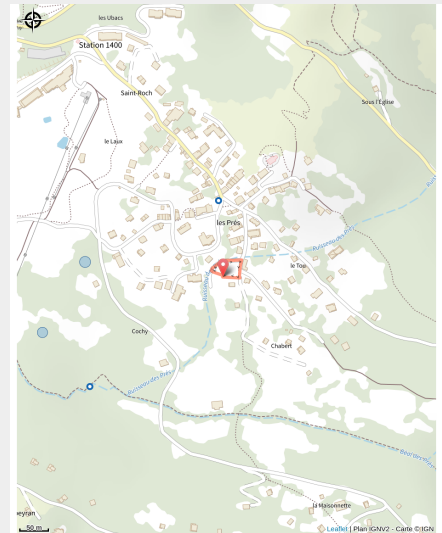 les Ubacs
Station 1400
Saint-Roch
Sous l'Église
le Laux
les Prés
Ruisseau des Prés
le Tou
Cochy
Chabert
Ruisseau des Prés
la Maisonnette
eyran
50 m
Leaflet | Plan IGNV2 - Carte ©IGN